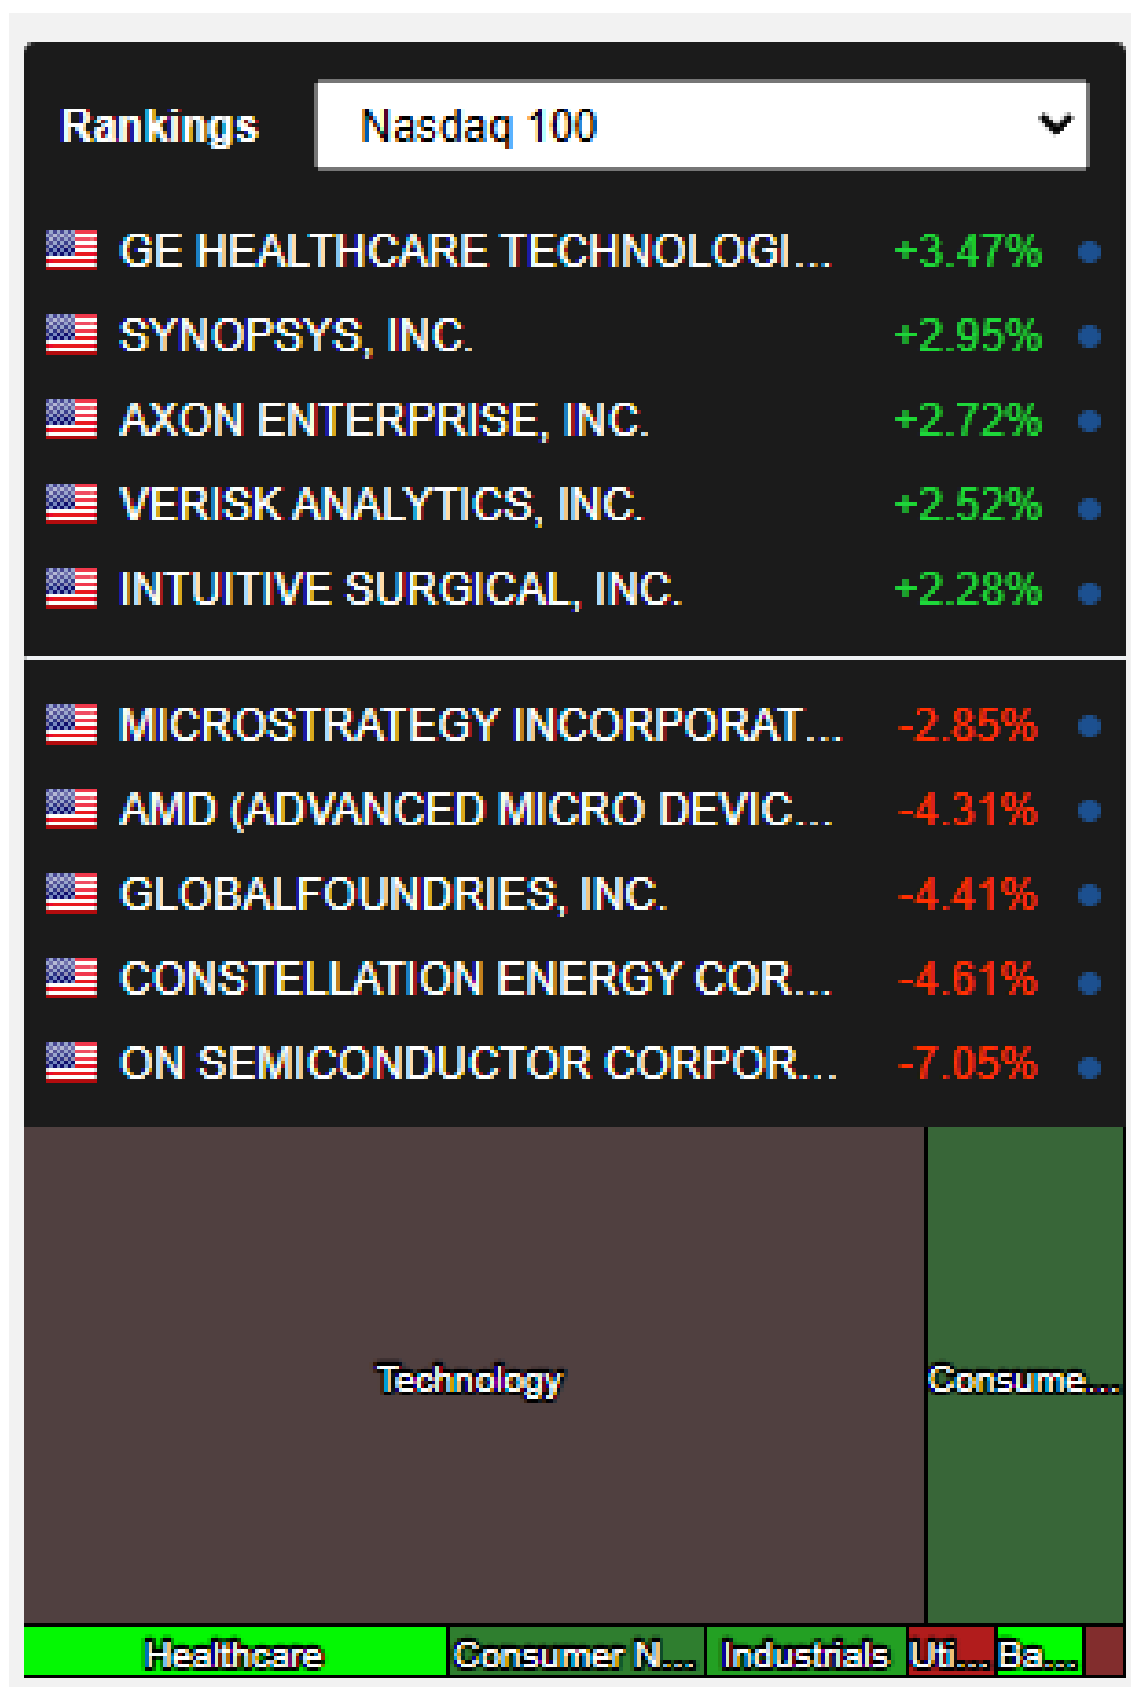 Rankings Nasdaq 100
GE HEALTHCARE TECHNOLOGI... +3.47%
SYNOPSYS, INC. +2.95%
AXON ENTERPRISE, INC. +2.72%
VERISK ANALYTICS, INC. +2.52%
INTUITIVE SURGICAL, INC. +2.28%
MICROSTRATEGY INCORPORAT... -2.85%
AMD (ADVANCED MICRO DEVIC... -4.31%
GLOBALFOUNDRIES, INC. -4.41%
CONSTELLATION ENERGY COR... -4.61%
ON SEMICONDUCTOR CORPOR... -7.05%
Technology Consume...
Healthcare Consumer N... Industrials Uti... Ba...